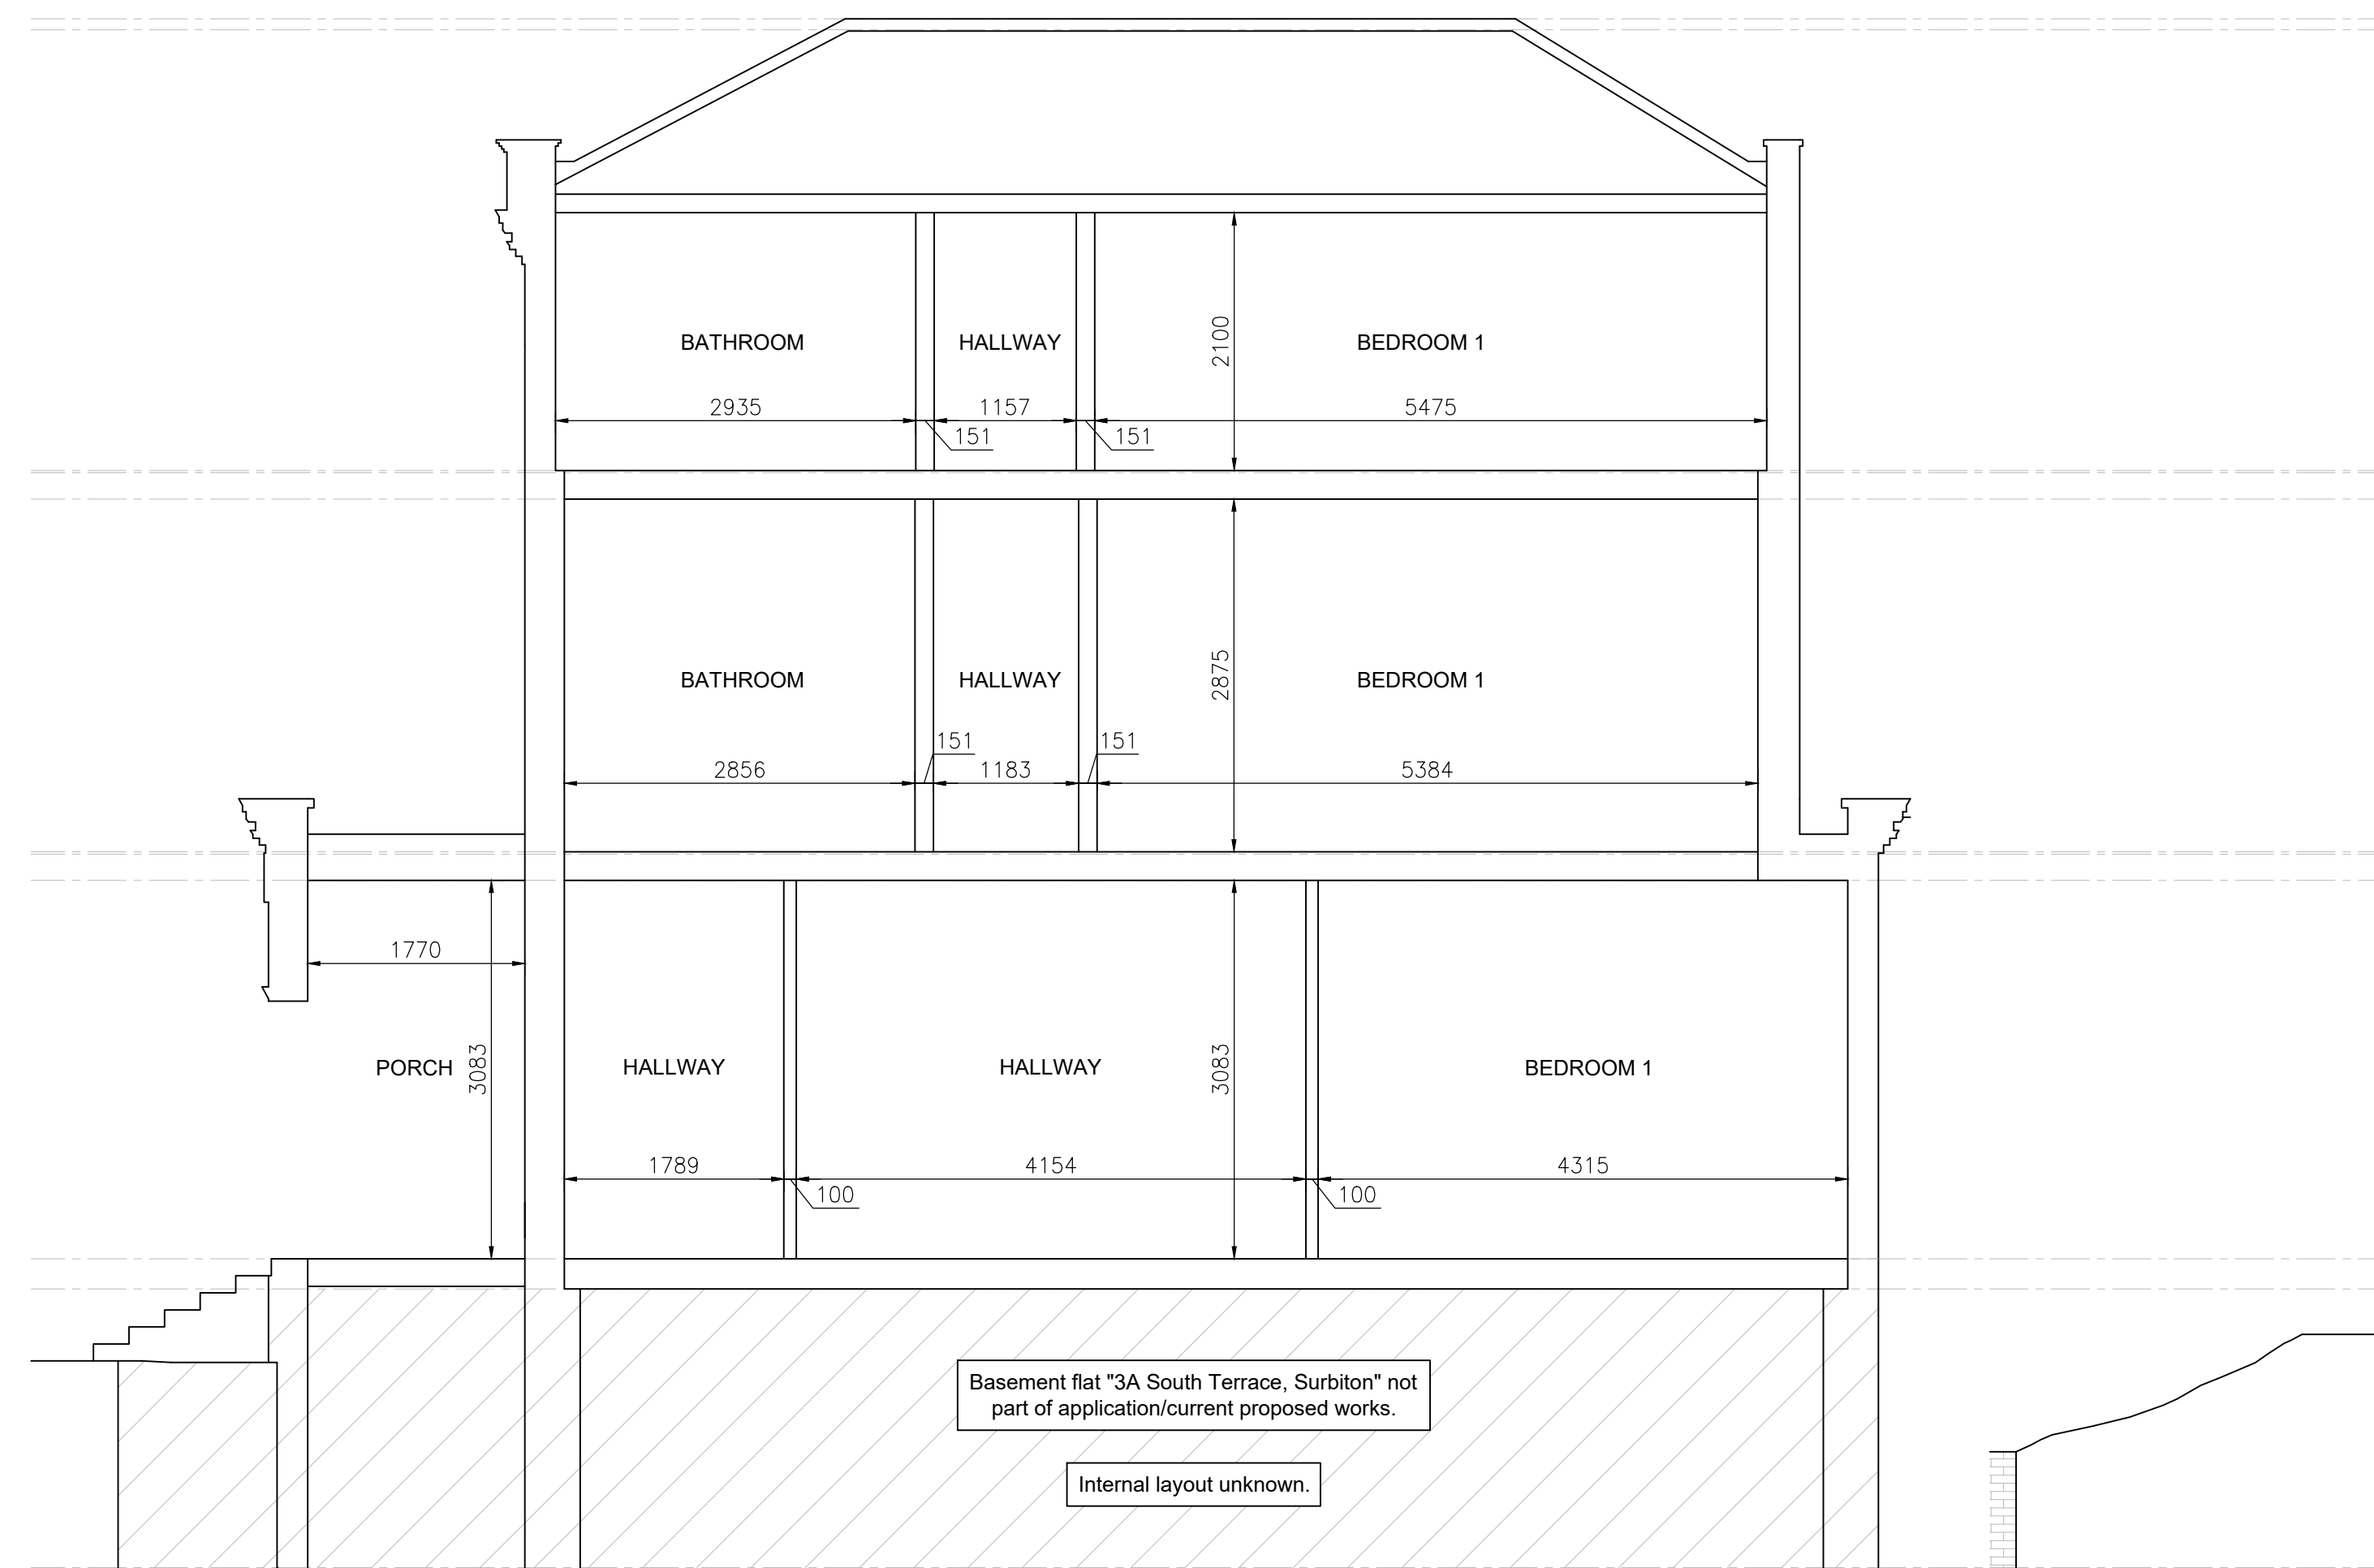 BATHROOM
HALLWAY
2100
BEDROOM 1
2935
1157
5475
151
151
BATHROOM
HALLWAY
2875
BEDROOM 1
151
151
2856
1183
5384
1770
PORCH
3083
HALLWAY
HALLWAY
3083
BEDROOM 1
1789
4154
4315
100
100
Basement flat "3A South Terrace, Surbiton" not
part of application/current proposed works.
Internal layout unknown.